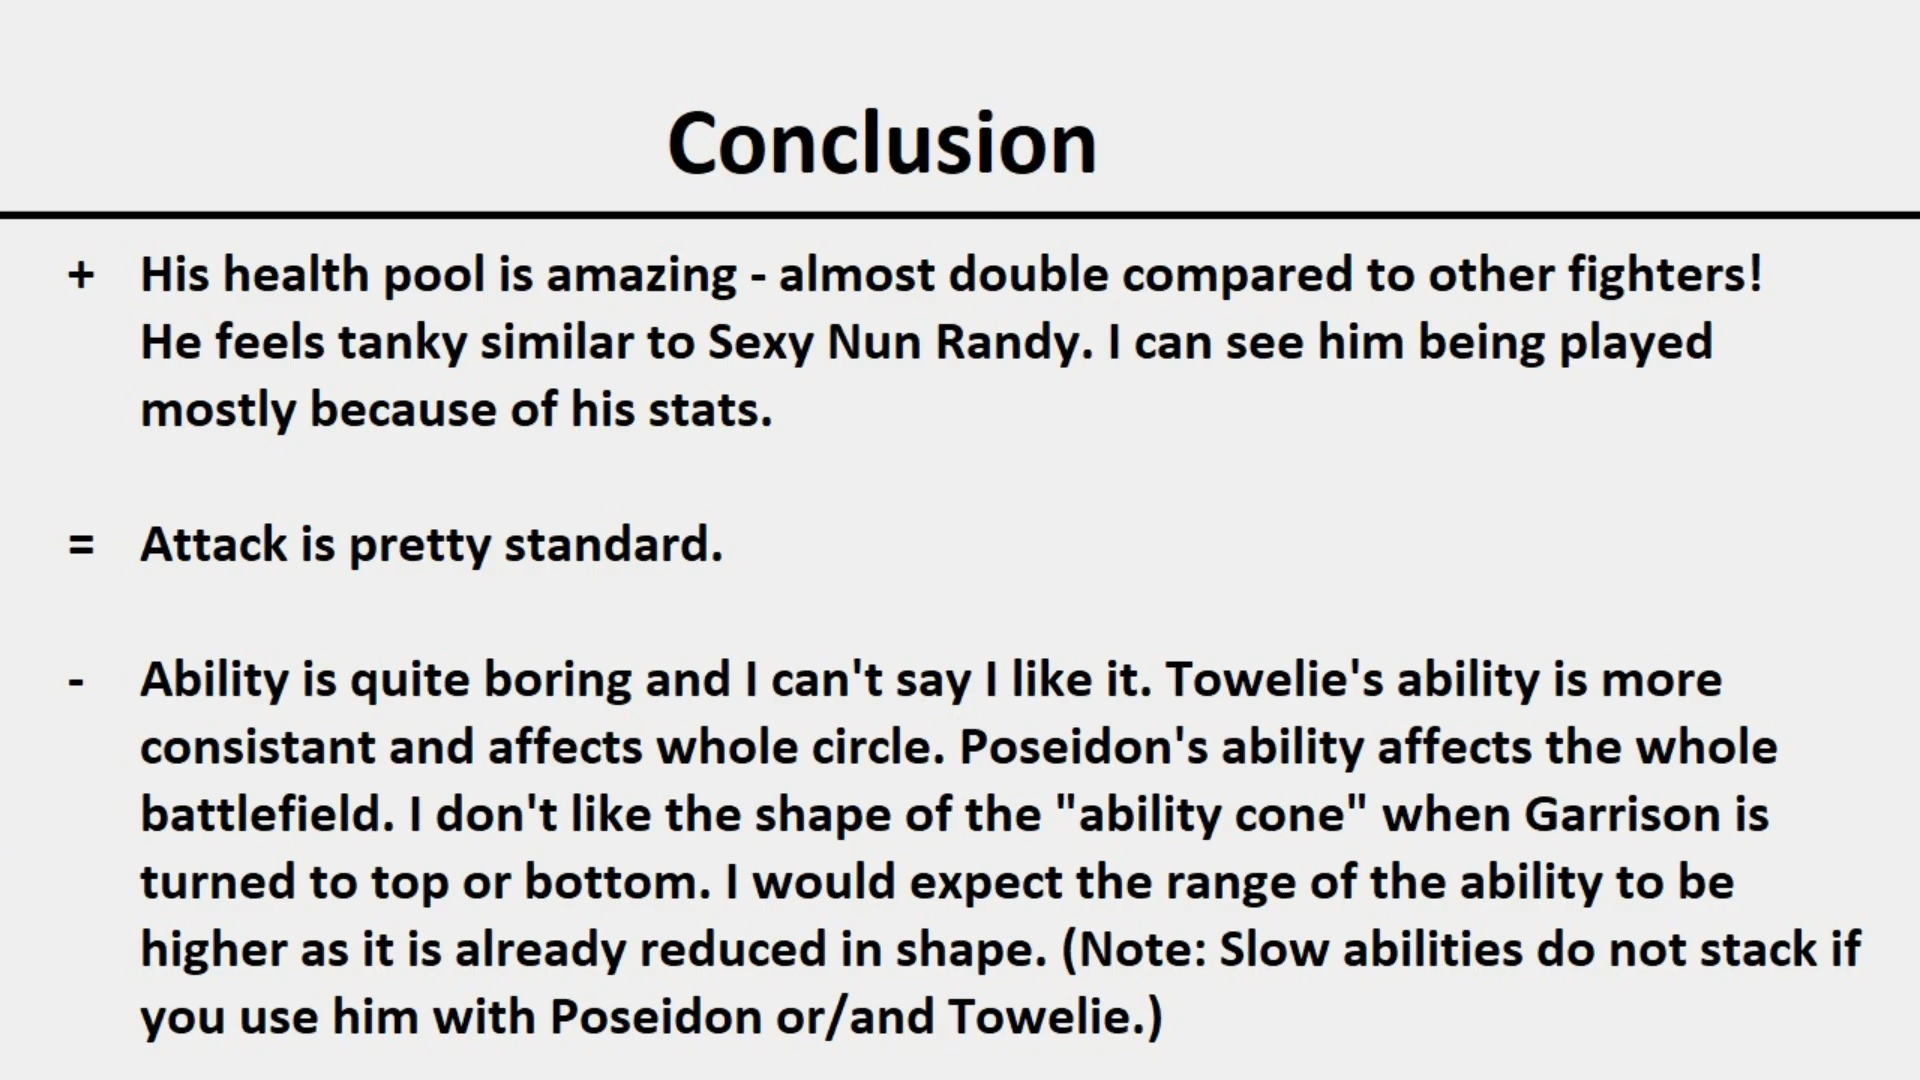 Conclusion
+ His health pool is amazing - almost double compared to other fighters!
He feels tanky similar to Sexy Nun Randy. I can see him being played
mostly because of his stats.
= Attack is pretty standard.
- Ability is quite boring and I can't say I like it. Towelie's ability is more
consistant and affects whole circle. Poseidon's ability affects the whole
battlefield. I don't like the shape of the "ability cone" when Garrison is
turned to top or bottom. I would expect the range of the ability to be
higher as it is already reduced in shape. (Note: Slow abilities do not stack if
you use him with Poseidon or/and Towelie.)